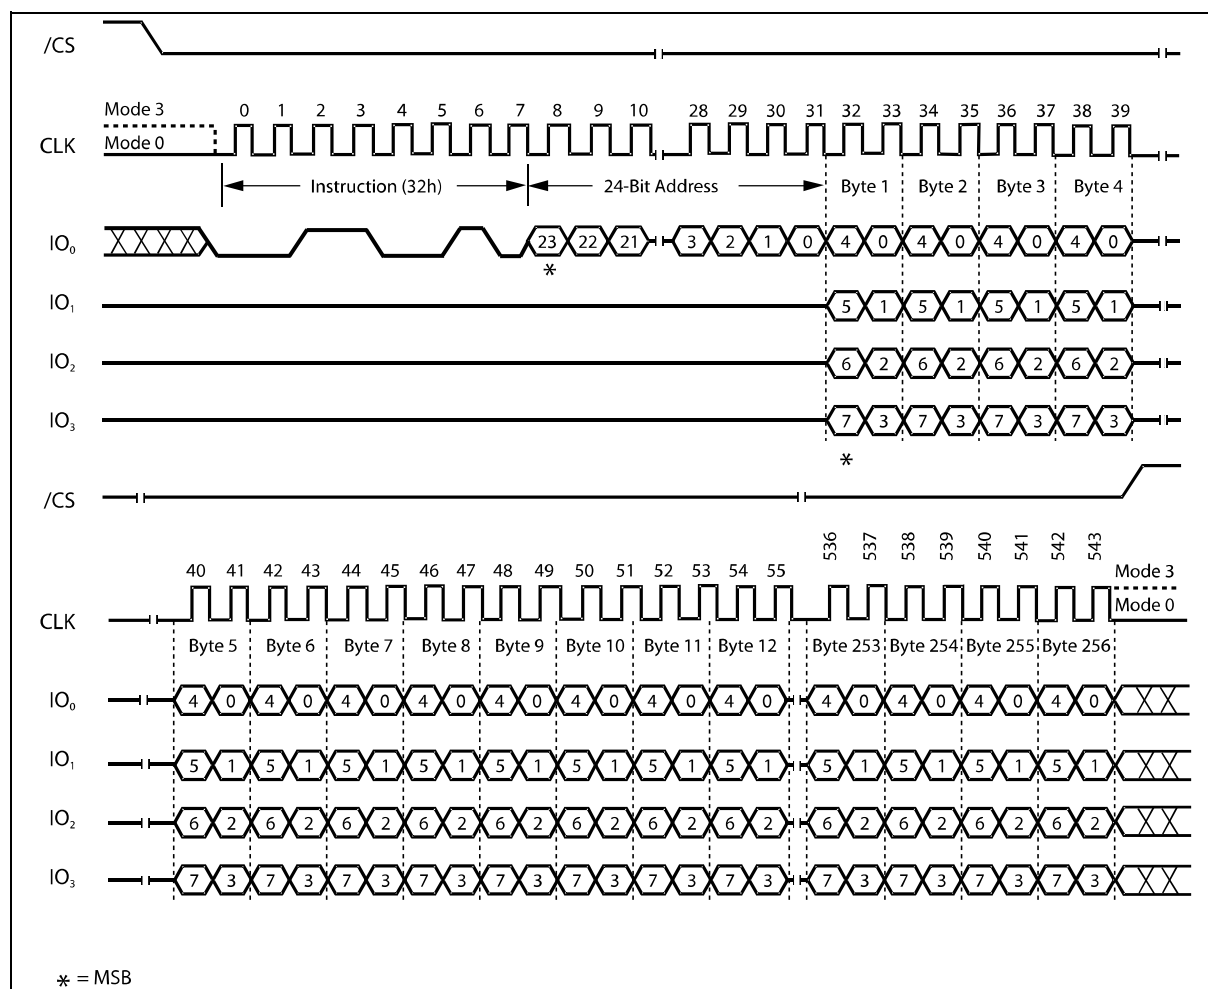 /CS
0 1 2 3 4 5 6 7 8 9 10 28 29 30 31 32 33 34 35 36 37 38 39
Mode 3
CLK Mode 0
Instruction (32h) 24-Bit Address Byte 1 Byte 2 Byte 3 Byte 4
IO0 23 22 21 3 2 1 0 4 0 4 0 4 0 4 0
*
IO1 5 1 5 1 5 1 5 1
IO2 6 2 6 2 6 2 6 2
IO3 7 3 7 3 7 3 7 3
*
/CS
536 537 538 539 540 541 542 543
40 41 42 43 44 45 46 47 48 49 50 51 52 53 54 55 Mode 3
CLK Mode 0
Byte 5 Byte 6 Byte 7 Byte 8 Byte 9 Byte 10 Byte 11 Byte 12 Byte 253 Byte 254 Byte 255 Byte 256
IO0 4 0 4 0 4 0 4 0 4 0 4 0 4 0 4 0 4 0 4 0 4 0 4 0
IO1 5 1 5 1 5 1 5 1 5 1 5 1 5 1 5 1 5 1 5 1 5 1 5 1
IO2 6 2 6 2 6 2 6 2 6 2 6 2 6 2 6 2 6 2 6 2 6 2 6 2
IO3 7 3 7 3 7 3 7 3 7 3 7 3 7 3 7 3 7 3 7 3 7 3 7 3
* = MSB